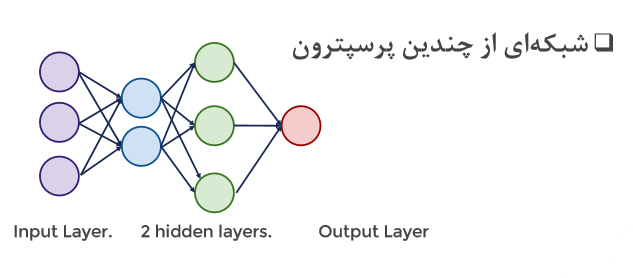 ❑ شبکه‌ای از چندین پرسپترون
Input Layer. 2 hidden layers. Output Layer